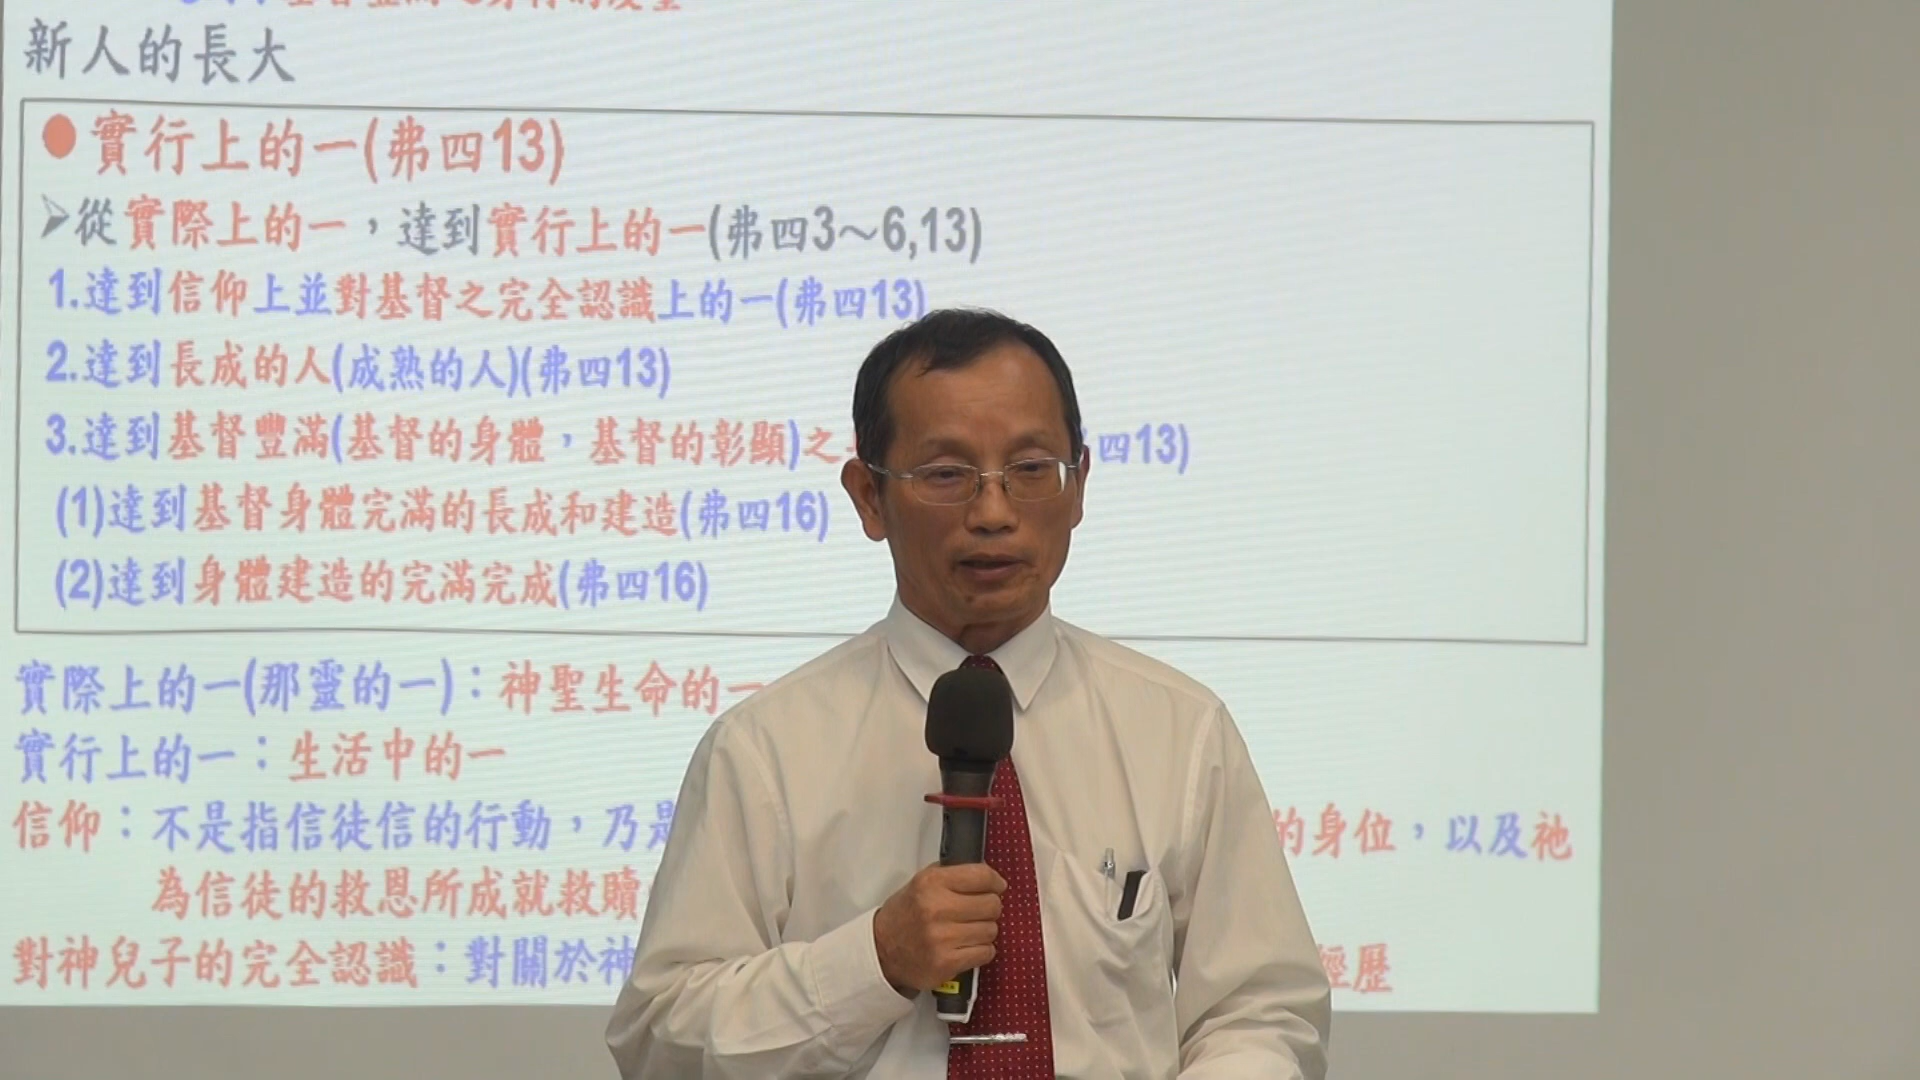 新人的長大
●實行上的一(弗四13)
➢從實際上的一，達到實行上的一(弗四3～6,13)
1.達到信仰上並對基督之完全認識上的一(弗四13)
2.達到長成的人(成熟的人)(弗四13)
3.達到基督豐滿(基督的身體，基督的彰顯)之 四13)
(1)達到基督身體完滿的長成和建造(弗四16)
(2)達到身體建造的完滿完成(弗四16)
實際上的一(那靈的一)：神聖生命的一
實行上的一：生活中的一
信仰：不是指信徒信的行動，乃是 的身位，以及祂
為信徒的救恩所成就救贖
對神兒子的完全認識：對關於神 經歷